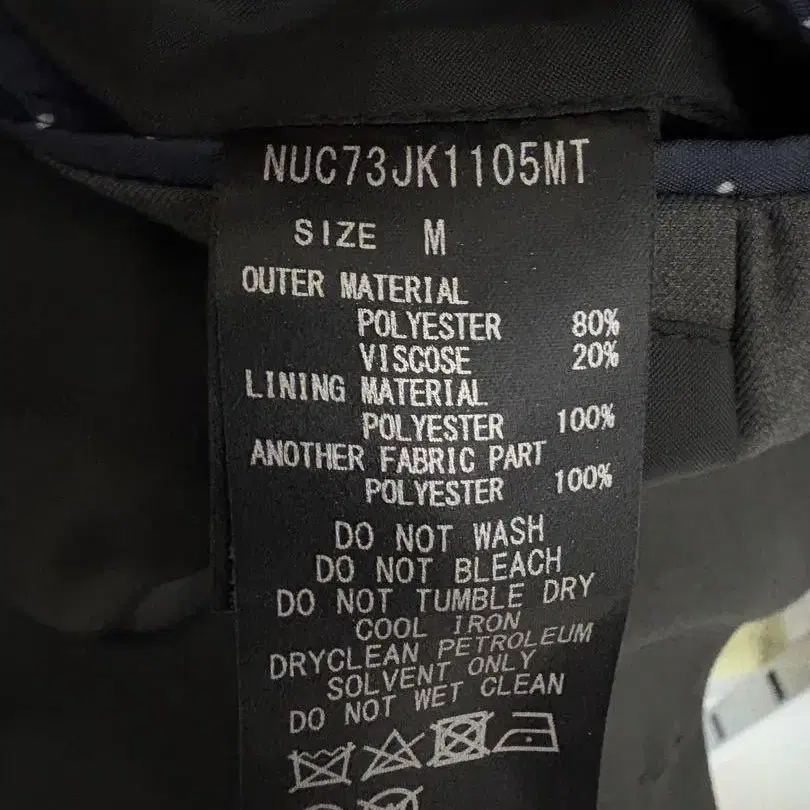 NUC73JK1105MT
SIZE M
OUTER MATERIAL
POLYESTER 80%
VISCOSE 20%
LINING MATERIAL
POLYESTER 100%
ANOTHER FABRIC PART
POLYESTER 100%
DO NOT WASH
DO NOT BLEACH
DO NOT TUMBLE DRY
COOL IRON
DRYCLEAN PETROLEUM
SOLVENT ONLY
DO NOT WET CLEAN